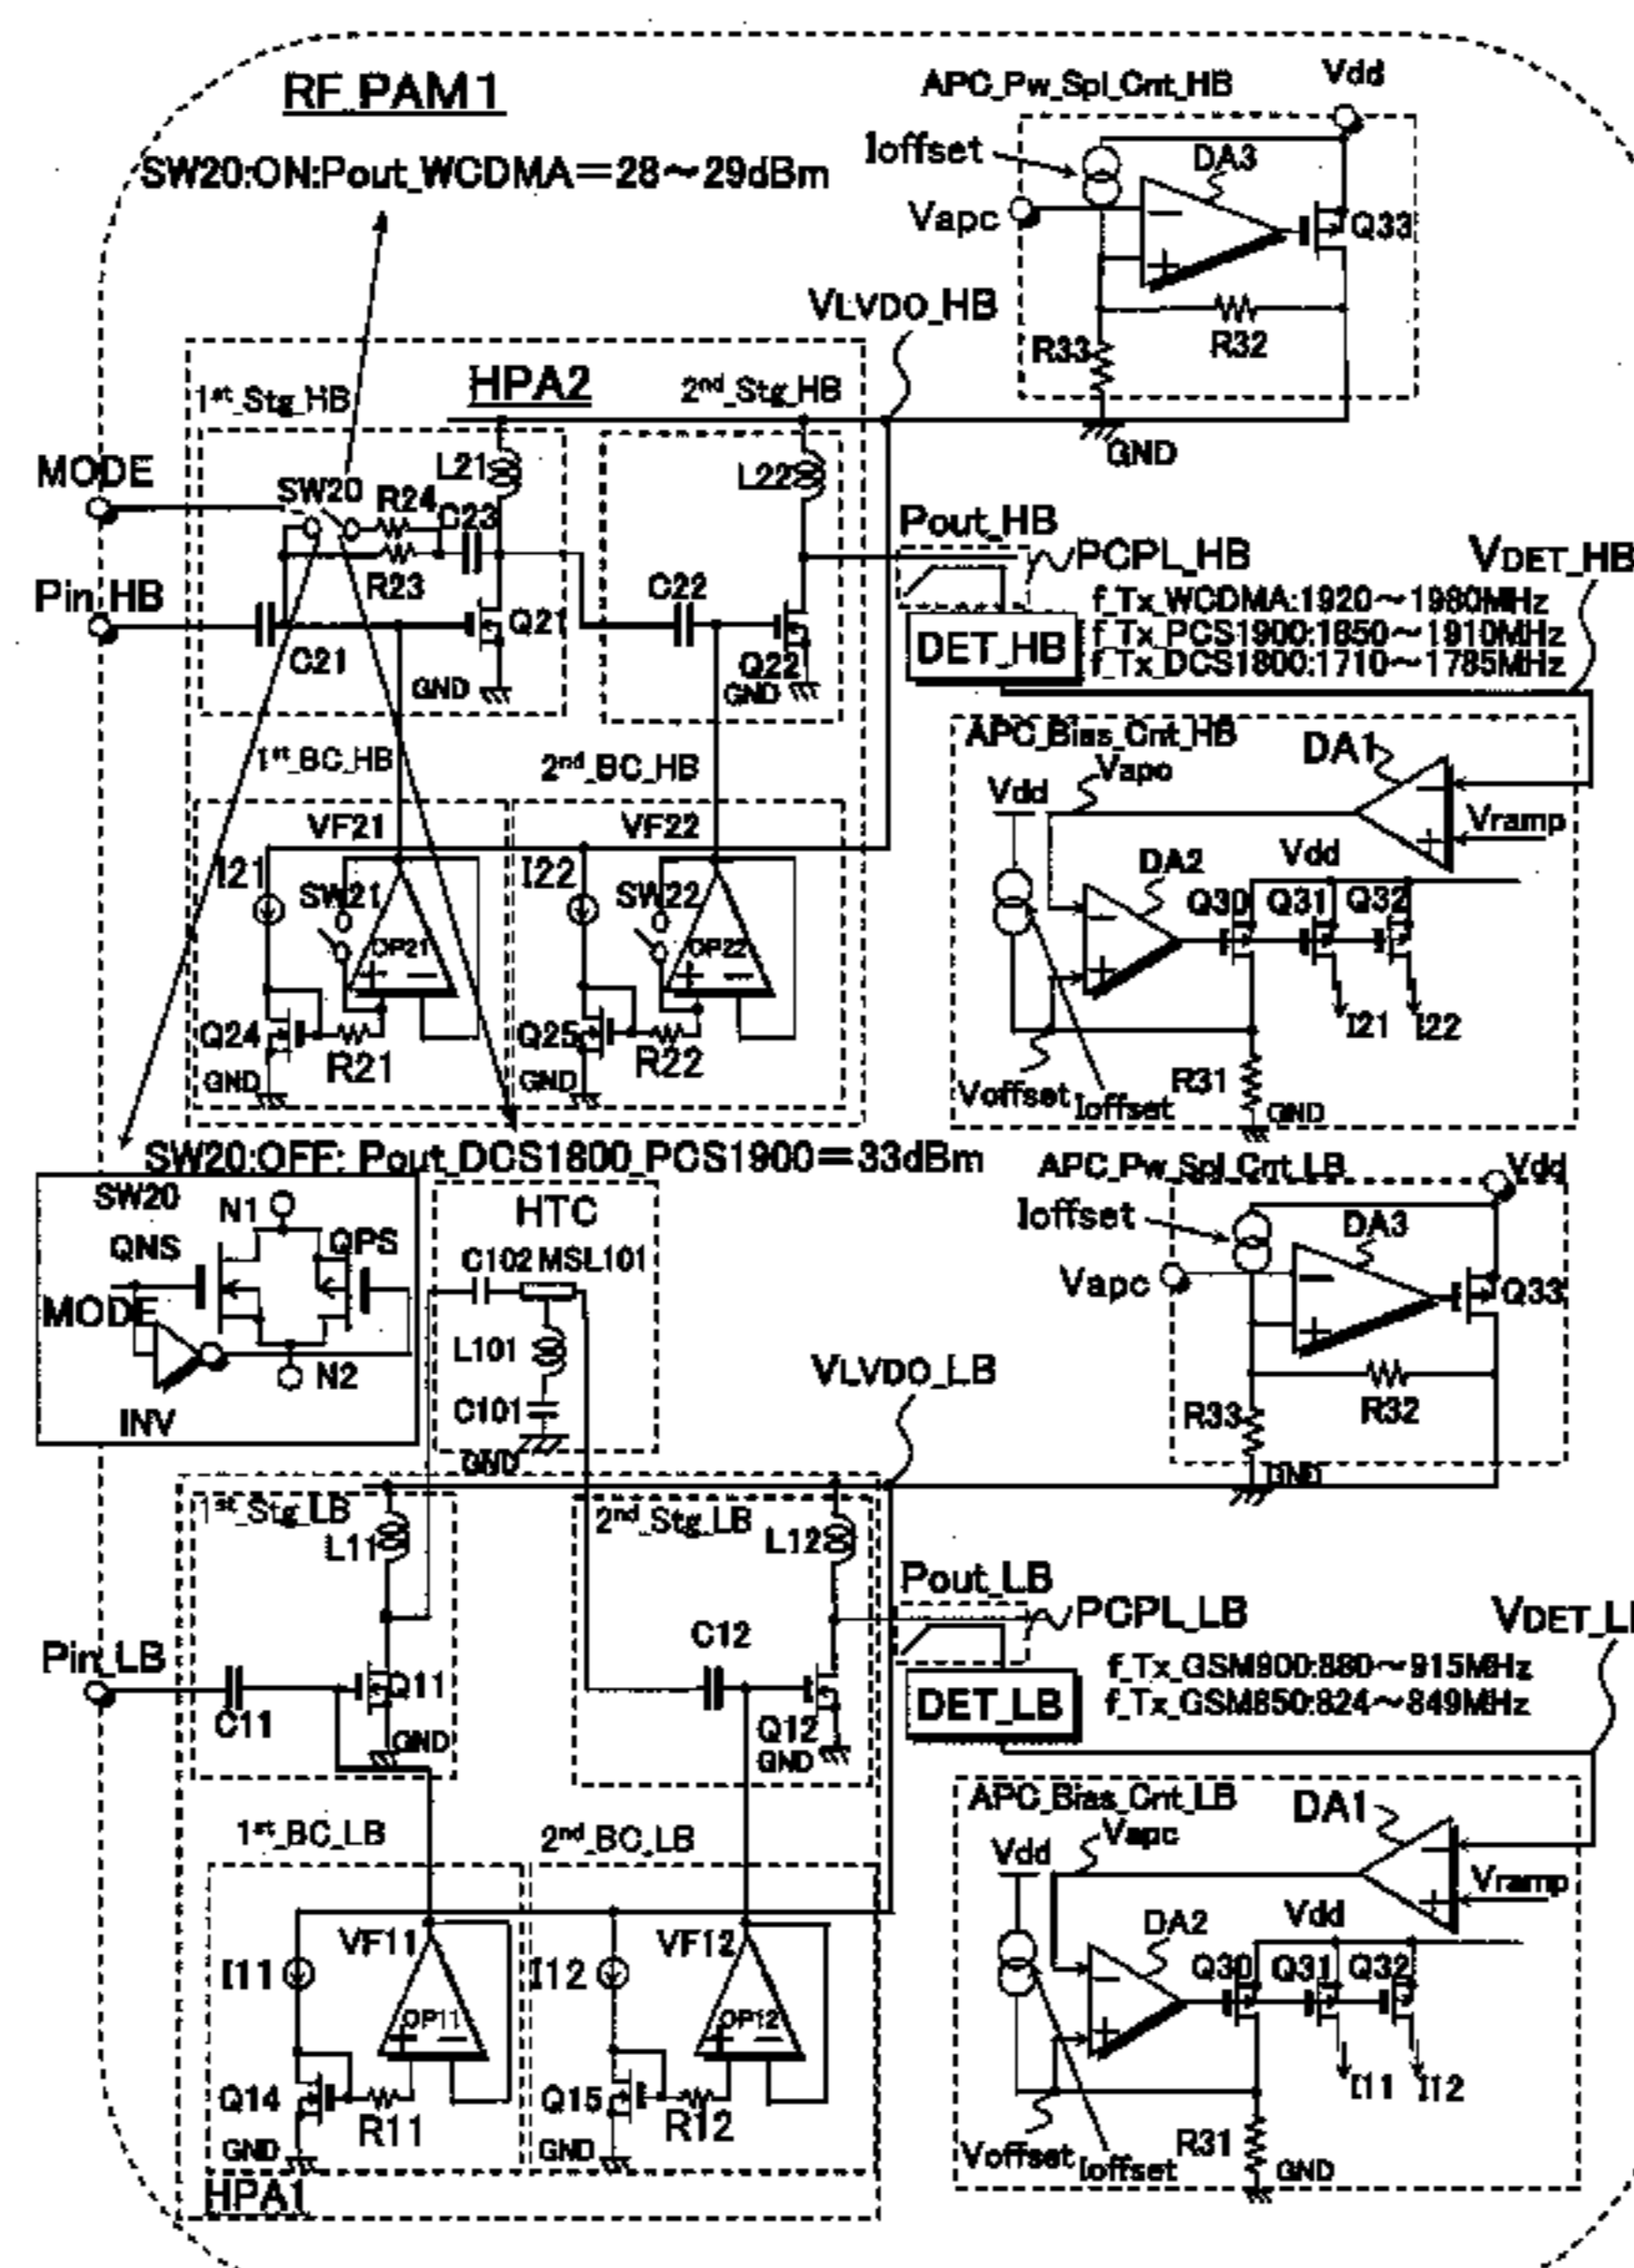 RF_PAM1
SW20:ON:Pout_WCDMA=28~29dBm
APC_Pw_Spl_Cnt_HB
Vdd
Ioffset
DA3
Vapc
Q33
R33
R32
GND
VLVDO_HB
HPA2
1st_Stg_HB
2nd_Stg_HB
MODE
SW20
R24
C23
L21
L22
R23
Pin_HB
C21
Q21
GND
C22
Q22
GND
Pout_HB
PCPL_HB
VDET_HB
DET_HB
f_Tx_WCDMA:1920~1980MHz
f_Tx_PCS1900:1850~1910MHz
f_Tx_DCS1800:1710~1785MHz
1st_BC_HB
2nd_BC_HB
VF21
VF22
I21
SW21
OP21
+ −
I22
SW22
OP22
+ −
Q24
R21
GND
Q25
R22
GND
APC_Bias_Cnt_HB
DA1
Vapc
Vdd
Vramp
DA2
Vdd
Q30
Q31
Q32
I21
I22
R31
Voffset
Ioffset
GND
SW20:OFF: Pout_DCS1800_PCS1900=33dBm
SW20
N1
QNS
QPS
MODE
N2
INV
HTC
C102
MSL101
L101
C101
GND
APC_Pw_Spl_Cnt_LB
Vdd
Ioffset
DA3
Vapc
Q33
R33
R32
GND
VLVDO_LB
1st_Stg_LB
2nd_Stg_LB
L11
L12
Pin_LB
C11
Q11
GND
C12
Q12
GND
Pout_LB
PCPL_LB
DET_LB
f_Tx_GSM900:880~915MHz
f_Tx_GSM850:824~849MHz
1st_BC_LB
2nd_BC_LB
VF11
VF12
I11
OP11
+ −
I12
OP12
+ −
Q14
R11
GND
Q15
R12
GND
HPA1
APC_Bias_Cnt_LB
DA1
Vapc
Vdd
Vramp
DA2
Vdd
Q30
Q31
Q32
I11
I12
R31
Voffset
Ioffset
GND